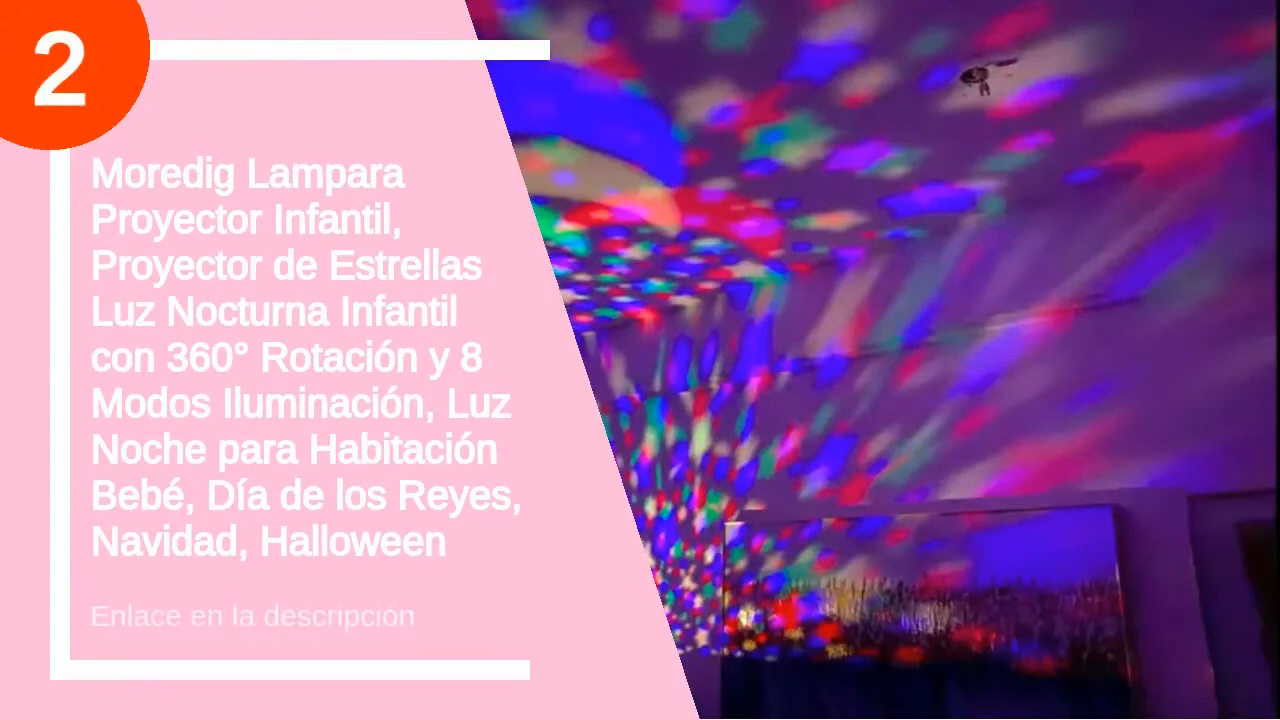 2
Moredig Lampara
Proyector Infantil,
Proyector de Estrellas
Luz Nocturna Infantil
con 360° Rotación y 8
Modos Iluminación, Luz
Noche para Habitación
Bebé, Día de los Reyes,
Navidad, Halloween
Enlace en la descripción